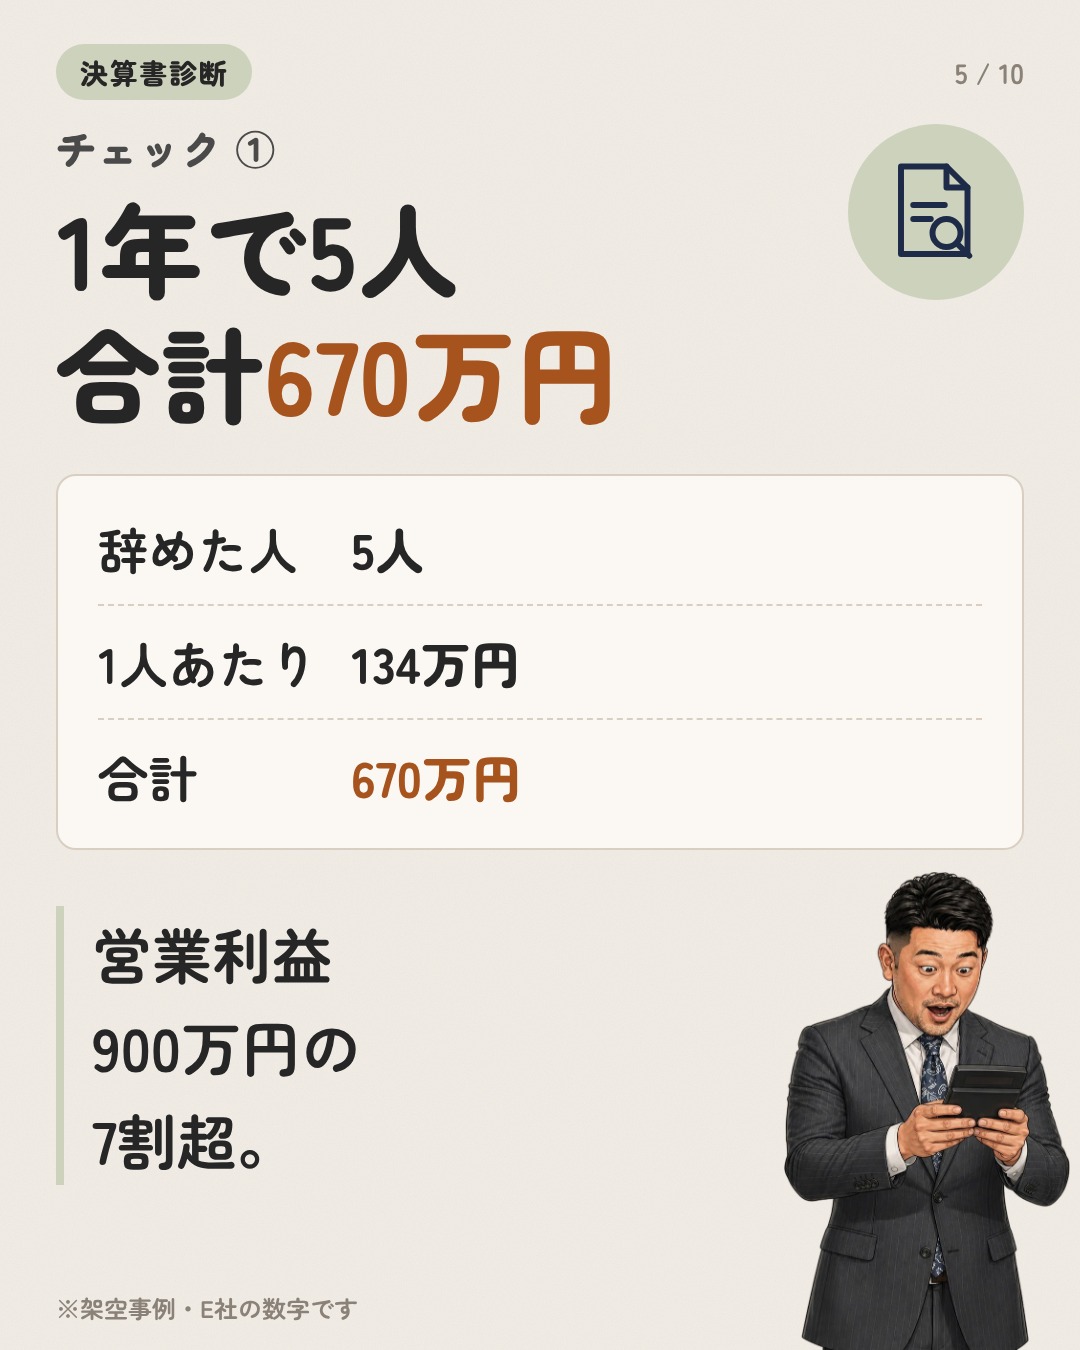 決算書診断
5 / 10
チェック ①
1年で5人
合計670万円
辞めた人 5人
1人あたり 134万円
合計 670万円
営業利益
900万円の
7割超。
※架空事例・E社の数字です